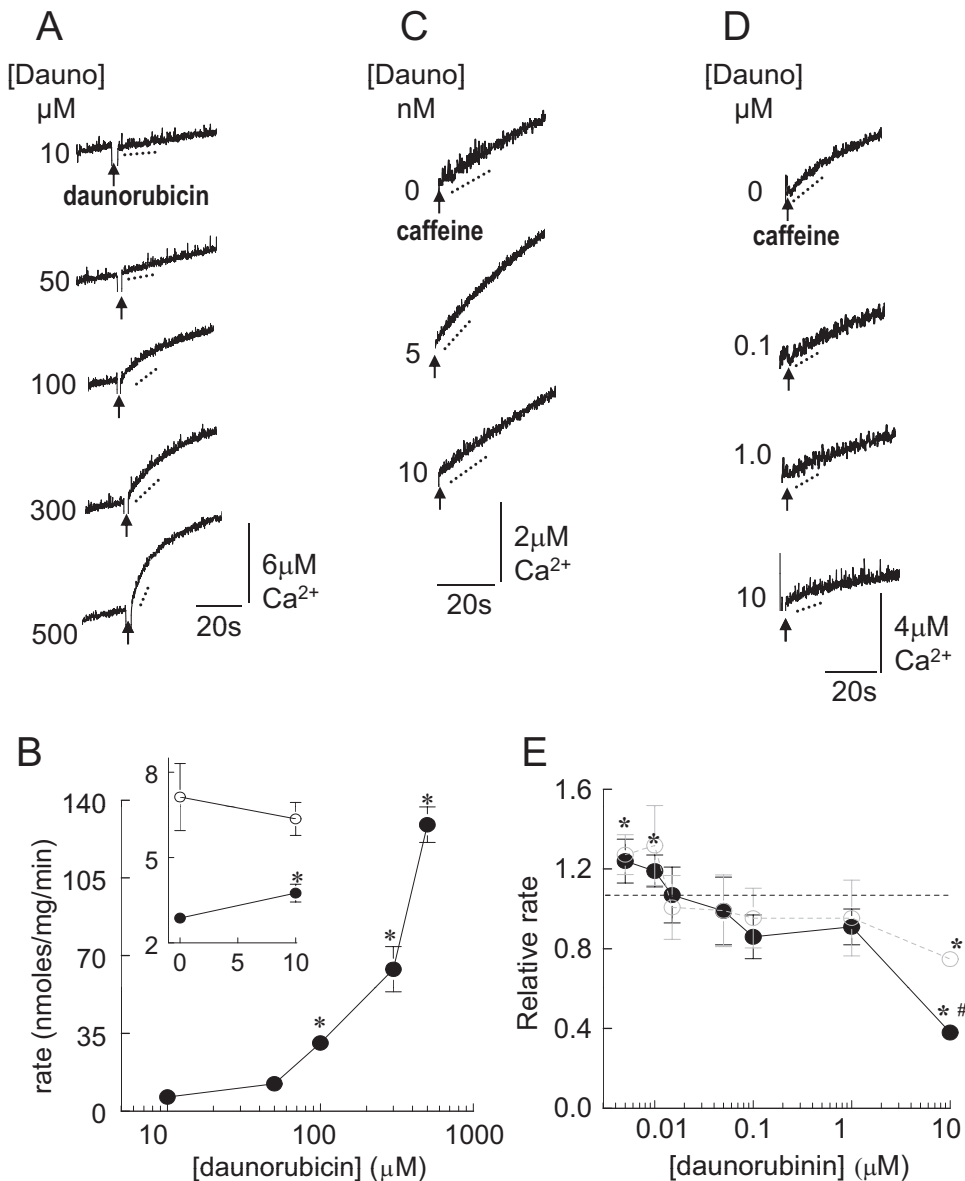 A
[Dauno]
μM
10
daunorubicin
50
100
300
500
6μM
Ca2+
20s
C
[Dauno]
nM
0
caffeine
5
10
2μM
Ca2+
20s
D
[Dauno]
μM
0
caffeine
0.1
1.0
10
4μM
Ca2+
20s
B
rate (nmoles/mg/min)
140
105
70
35
0
8
5
2
0 5 10
*
*
*
*
*
10 100 1000
[daunorubicin] (μM)
E
Relative rate
1.6
1.2
0.8
0.4
0.0
* *
*
* #
0.01 0.1 1 10
[daunorubinin] (μM)